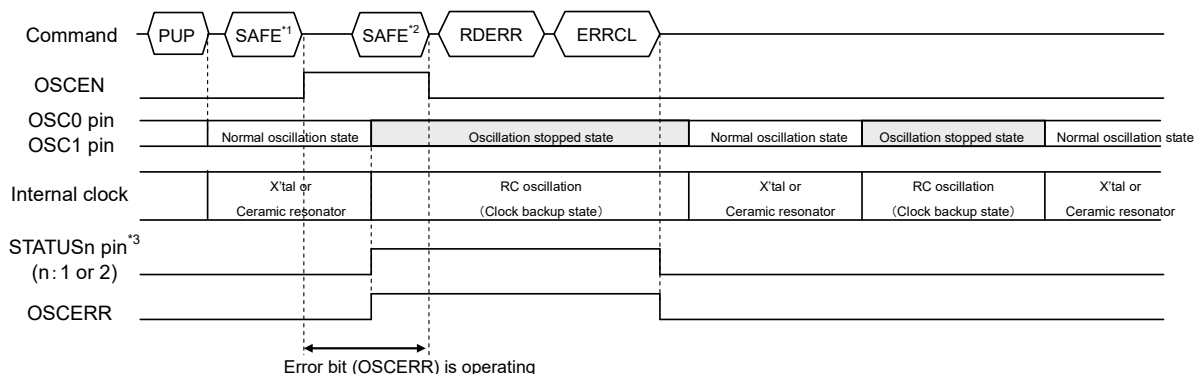 Command PUP SAFE*1 SAFE*2 RDERR ERRCL
OSCEN
OSC0 pin
OSC1 pin
Normal oscillation state Oscillation stopped state Normal oscillation state Oscillation stopped state Normal oscillation state
Internal clock
X'tal or RC oscillation X'tal or RC oscillation X'tal or
Ceramic resonator (Clock backup state) Ceramic resonator (Clock backup state) Ceramic resonator
STATUSn pin*3
(n:1 or 2)
OSCERR
Error bit (OSCERR) is operating